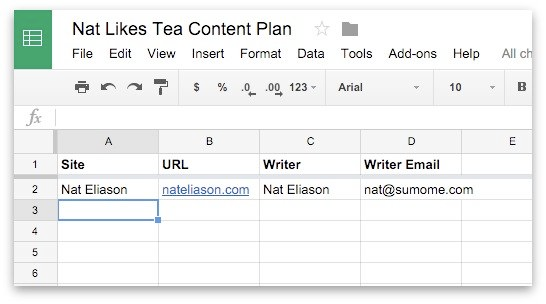 Nat Likes Tea Content Plan
File Edit View Insert Format Data Tools Add-ons Help All ch
$ % .0 .00 123 Arial 10 B
fx
A B C D E
1 Site URL Writer Writer Email
2 Nat Eliason nateliason.com Nat Eliason nat@sumome.com
3
4
5
6